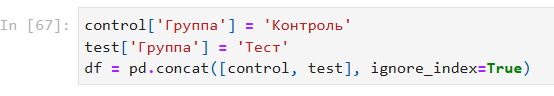 In [67]: control['Группа'] = 'Контроль'
test['Группа'] = 'Тест'
df = pd.concat([control, test], ignore_index=True)